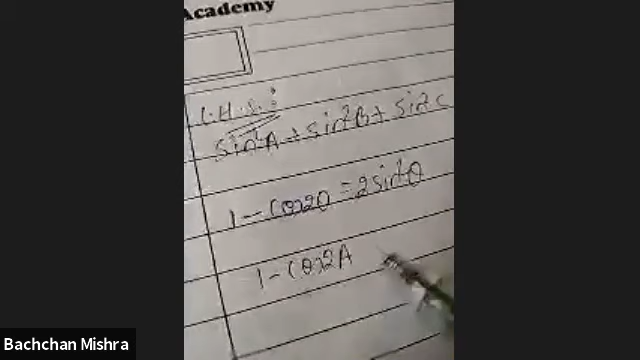 Academy
L.H.S:
Sin²A + Sin²B + Sin²C
1 - Cos2θ = 2Sin²θ
1 - Cos2A
Bachchan Mishra